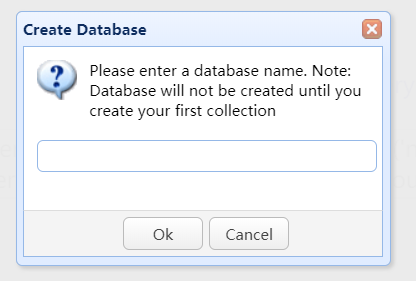 Create Database
Please enter a database name. Note:
Database will not be created until you
create your first collection
Ok
Cancel